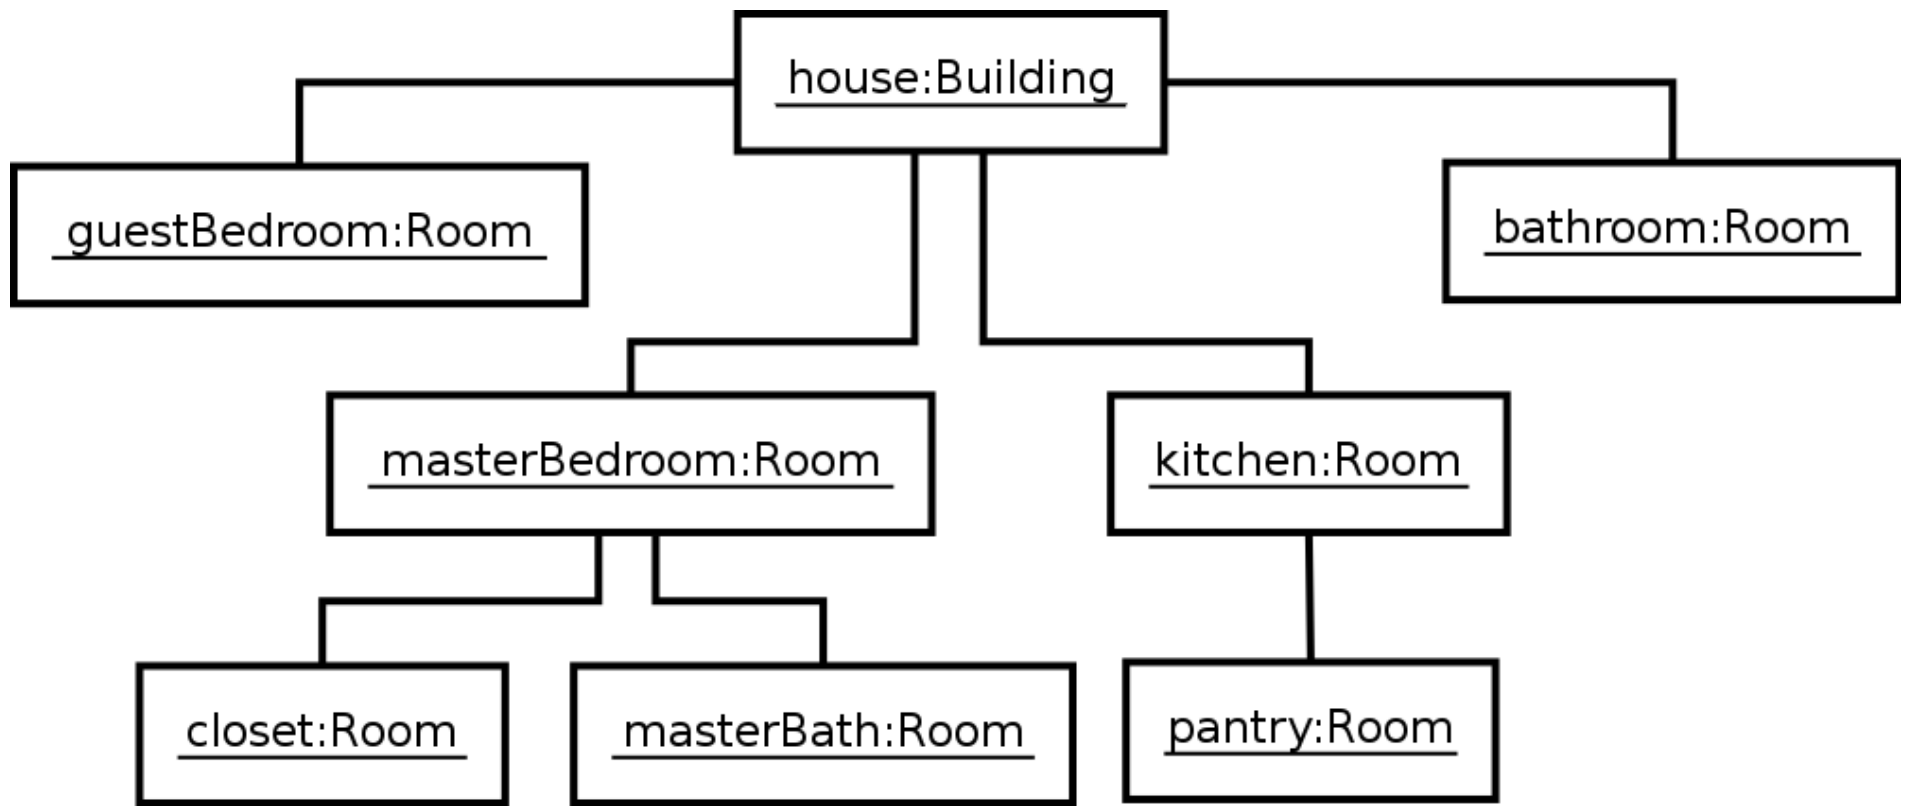 house:Building
guestBedroom:Room
bathroom:Room
masterBedroom:Room
kitchen:Room
closet:Room
masterBath:Room
pantry:Room